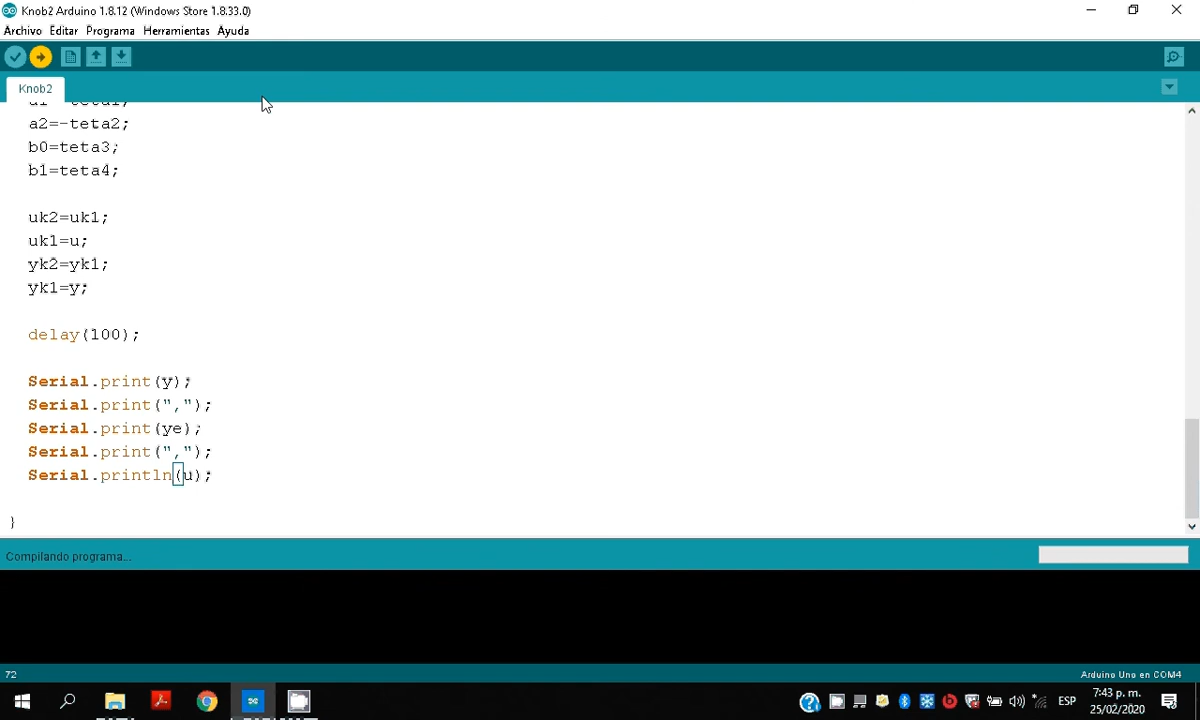 Knob2 Arduino 1.8.12 (Windows Store 1.8.33.0)
Archivo Editar Programa Herramientas Ayuda
Knob2
a2=-teta2;
b0=teta3;
b1=teta4;
uk2=uk1;
uk1=u;
yk2=yk1;
yk1=y;
delay(100);
Serial.print(y);
Serial.print(",");
Serial.print(ye);
Serial.print(",");
Serial.println(u);
}
Compilando programa...
72
Arduino Uno en COM4
ESP
7:43 p. m.
25/02/2020